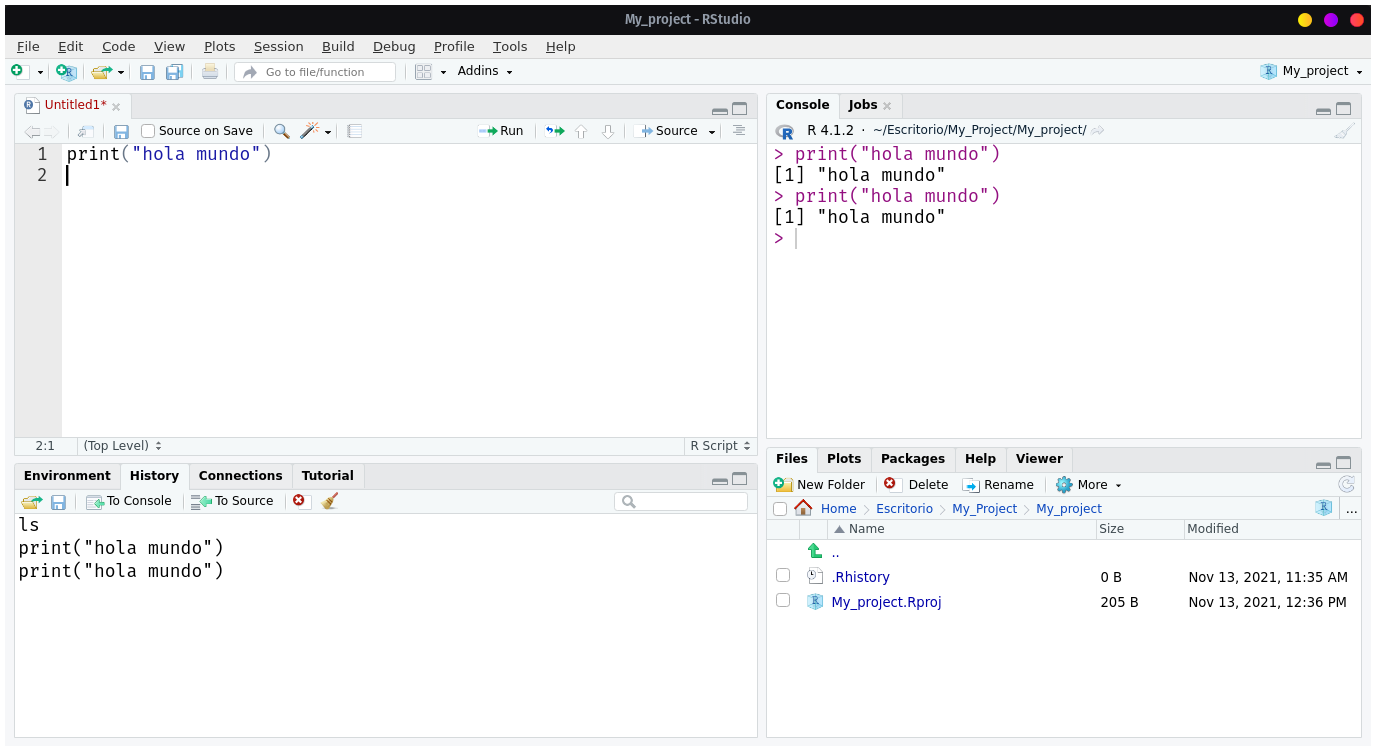 My_project - RStudio
File Edit Code View Plots Session Build Debug Profile Tools Help
Go to file/function Addins My_project
Untitled1*
Source on Save Run Source
1 print("hola mundo")
2
2:1 (Top Level) R Script
Environment History Connections Tutorial
To Console To Source
ls
print("hola mundo")
print("hola mundo")
Console Jobs
R 4.1.2 · ~/Escritorio/My_Project/My_project/
> print("hola mundo")
[1] "hola mundo"
> print("hola mundo")
[1] "hola mundo"
>
Files Plots Packages Help Viewer
New Folder Delete Rename More
Home Escritorio My_Project My_project ...
Name Size Modified
..
.Rhistory 0 B Nov 13, 2021, 11:35 AM
My_project.Rproj 205 B Nov 13, 2021, 12:36 PM